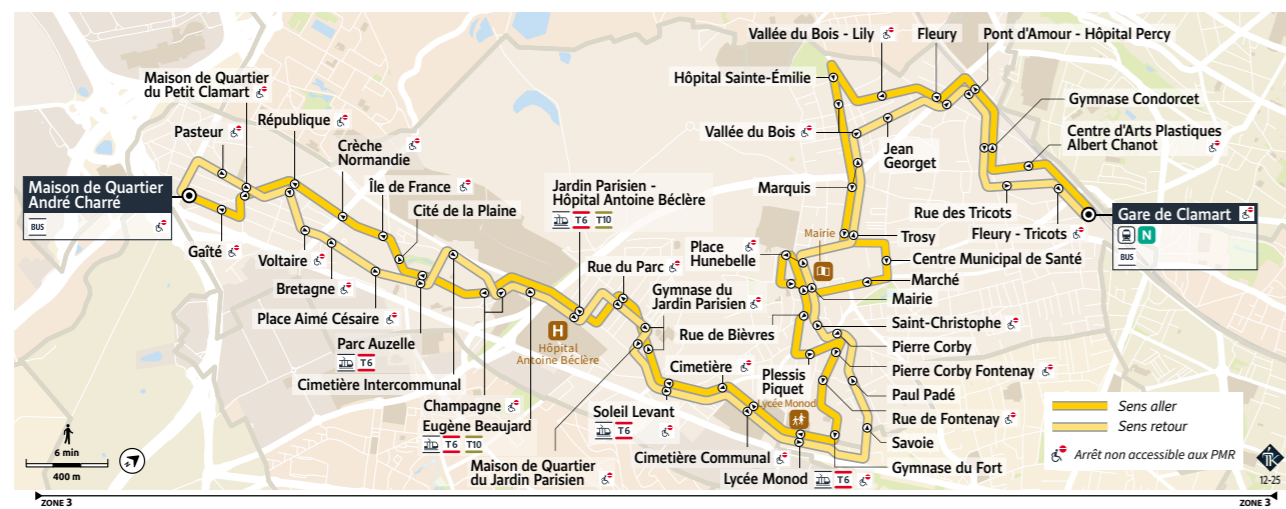 Vallée du Bois - Lily
Fleury
Pont d'Amour - Hôpital Percy
Hôpital Sainte-Émilie
Maison de Quartier
du Petit Clamart
Gymnase Condorcet
Pasteur
République
Crèche
Normandie
Vallée du Bois
Jean
Georget
Centre d'Arts Plastiques
Albert Chanot
Maison de Quartier
André Charré
BUS
Île de France
Cité de la Plaine
Jardin Parisien -
Hôpital Antoine Béclère
T6 T10
Marquis
Rue des Tricots
Fleury - Tricots
Gare de Clamart
N
BUS
Gaîté
Voltaire
Bretagne
Place Aimé Césaire
Parc Auzelle
T6
Cimetière Intercommunal
Champagne
Eugène Beaujard
T6 T10
Maison de Quartier
du Jardin Parisien
H
Hôpital
Antoine Béclère
Rue du Parc
Gymnase du
Jardin Parisien
Place
Hunebelle
Mairie
Trosy
Centre Municipal de Santé
Marché
Mairie
Rue de Bièvres
Saint-Christophe
Pierre Corby
Pierre Corby Fontenay
Cimetière
Plessis
Piquet
Lycée Monod
Paul Padé
Rue de Fontenay
Savoie
Soleil Levant
T6
Cimetière Communal
Lycée Monod
T6
Gymnase du Fort
Sens aller
Sens retour
Arrêt non accessible aux PMR
6 min
400 m
12-25
ZONE 3
ZONE 3